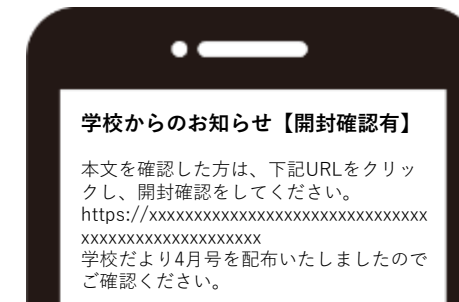 学校からのお知らせ【開封確認有】
本文を確認した方は、下記URLをクリッ
クし、開封確認をしてください。
https://xxxxxxxxxxxxxxxxxxxxxxxxxxxxxxx
xxxxxxxxxxxxxxxxxxxx
学校だより4月号を配布いたしましたので
ご確認ください。